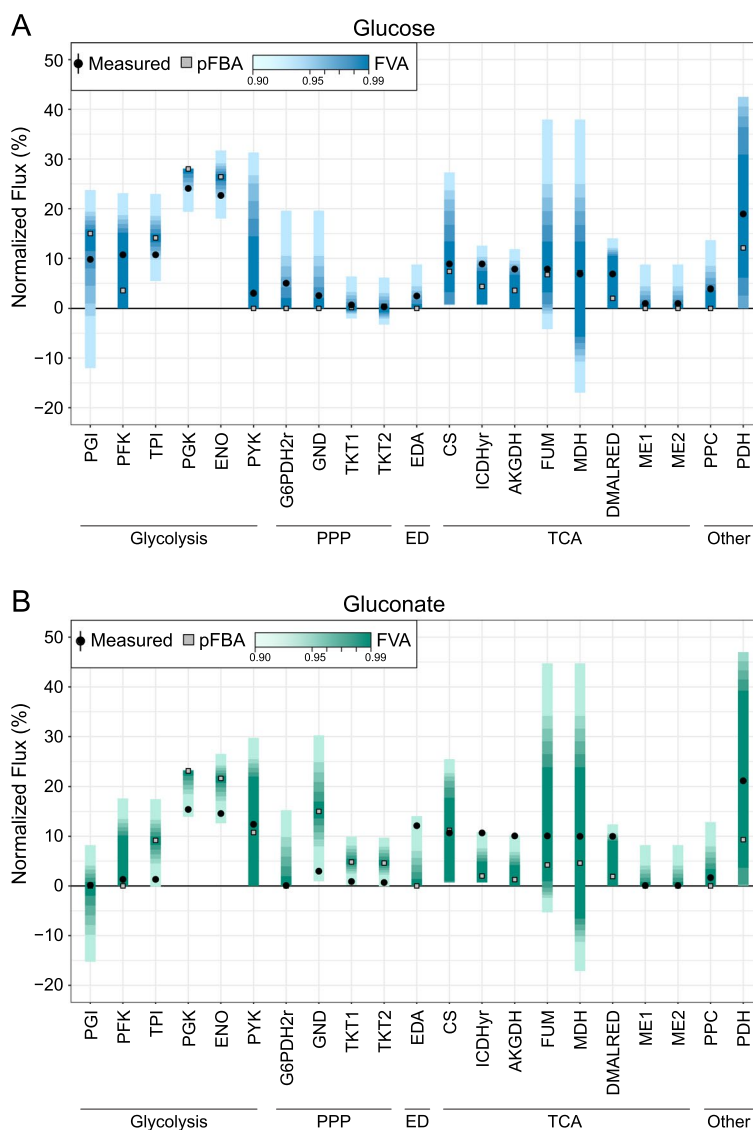 A
Glucose
Measured pFBA FVA
0.90 0.95 0.99
Normalized Flux (%)
50
40
30
20
10
0
−10
−20
PGI PFK TPI PGK ENO PYK G6PDH2r GND TKT1 TKT2 EDA CS ICDHyr AKGDH FUM MDH DMALRED ME1 ME2 PPC PDH
Glycolysis PPP ED TCA Other
B
Gluconate
Measured pFBA FVA
0.90 0.95 0.99
Normalized Flux (%)
50
40
30
20
10
0
−10
−20
PGI PFK TPI PGK ENO PYK G6PDH2r GND TKT1 TKT2 EDA CS ICDHyr AKGDH FUM MDH DMALRED ME1 ME2 PPC PDH
Glycolysis PPP ED TCA Other